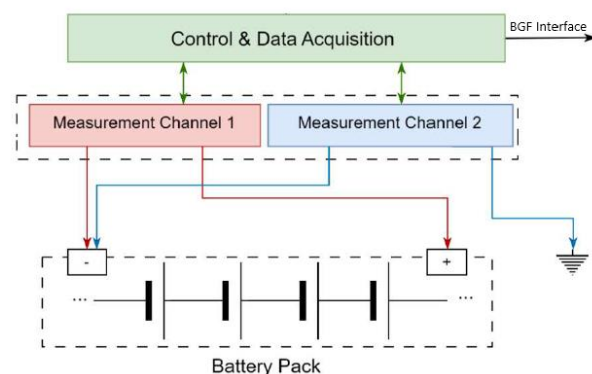 Control & Data Acquisition
BGF Interface
Measurement Channel 1
Measurement Channel 2
-
+
...
...
Battery Pack